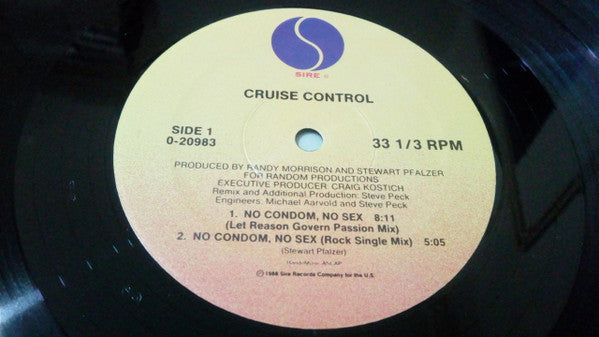 SIRE ®
CRUISE CONTROL
SIDE 1
0-20983
33 1/3 RPM
PRODUCED BY RANDY MORRISON AND STEWART PFALZER
FOR RANDOM PRODUCTIONS
EXECUTIVE PRODUCER: CRAIG KOSTICH
Remix and Additional Production: Steve Peck
Engineers: Michael Aarvold and Steve Peck
1. NO CONDOM, NO SEX 8:11
(Let Reason Govern Passion Mix)
2. NO CONDOM, NO SEX (Rock Single Mix) 5:05
(Stewart Pfalzer)
ASCAP
℗ 1988 Sire Records Company for the U.S.